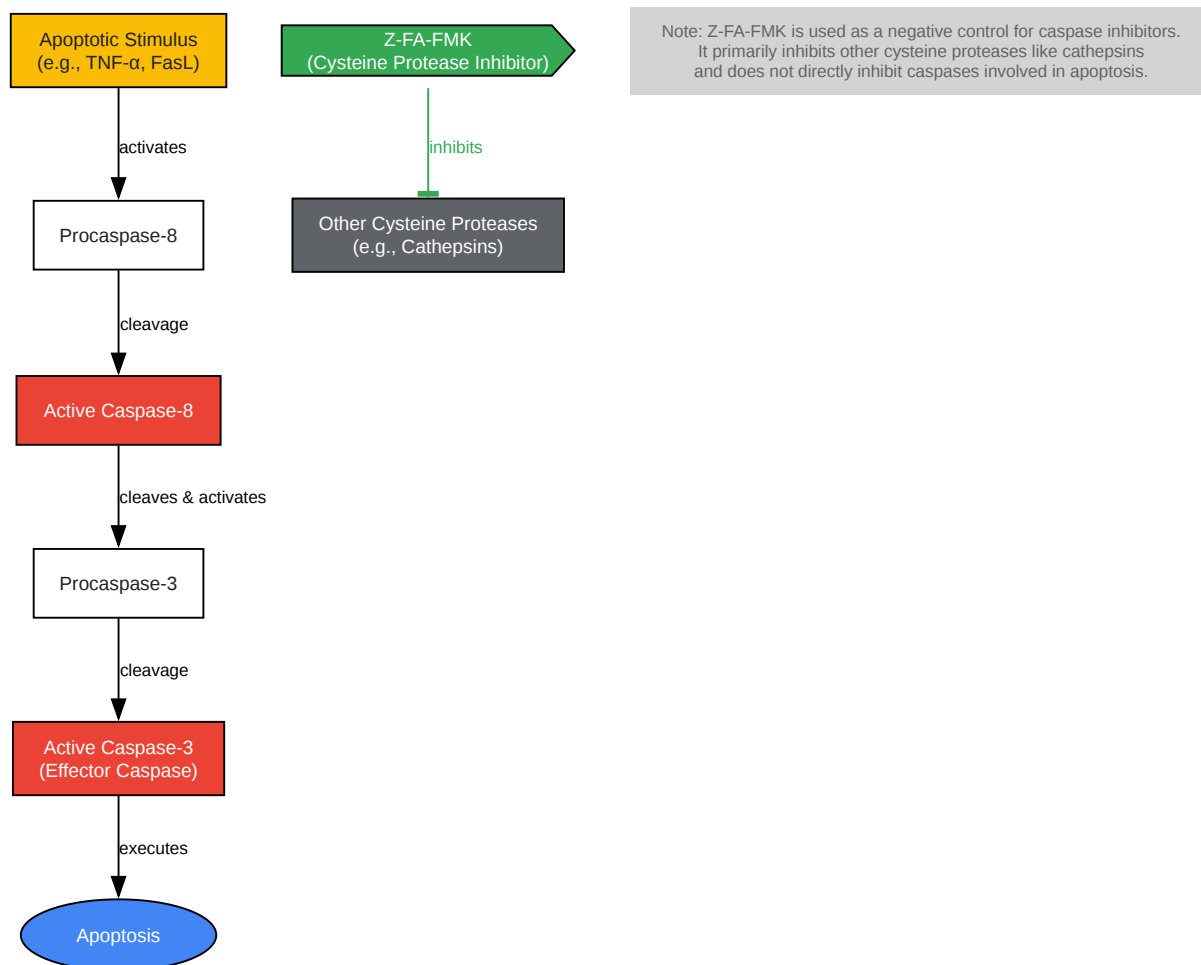 Apoptotic Stimulus
(e.g., TNF-α, FasL)
activates
Procaspase-8
cleavage
Active Caspase-8
cleaves & activates
Procaspase-3
cleavage
Active Caspase-3
(Effector Caspase)
executes
Apoptosis
Z-FA-FMK
(Cysteine Protease Inhibitor)
inhibits
Other Cysteine Proteases
(e.g., Cathepsins)
Note: Z-FA-FMK is used as a negative control for caspase inhibitors.
It primarily inhibits other cysteine proteases like cathepsins
and does not directly inhibit caspases involved in apoptosis.